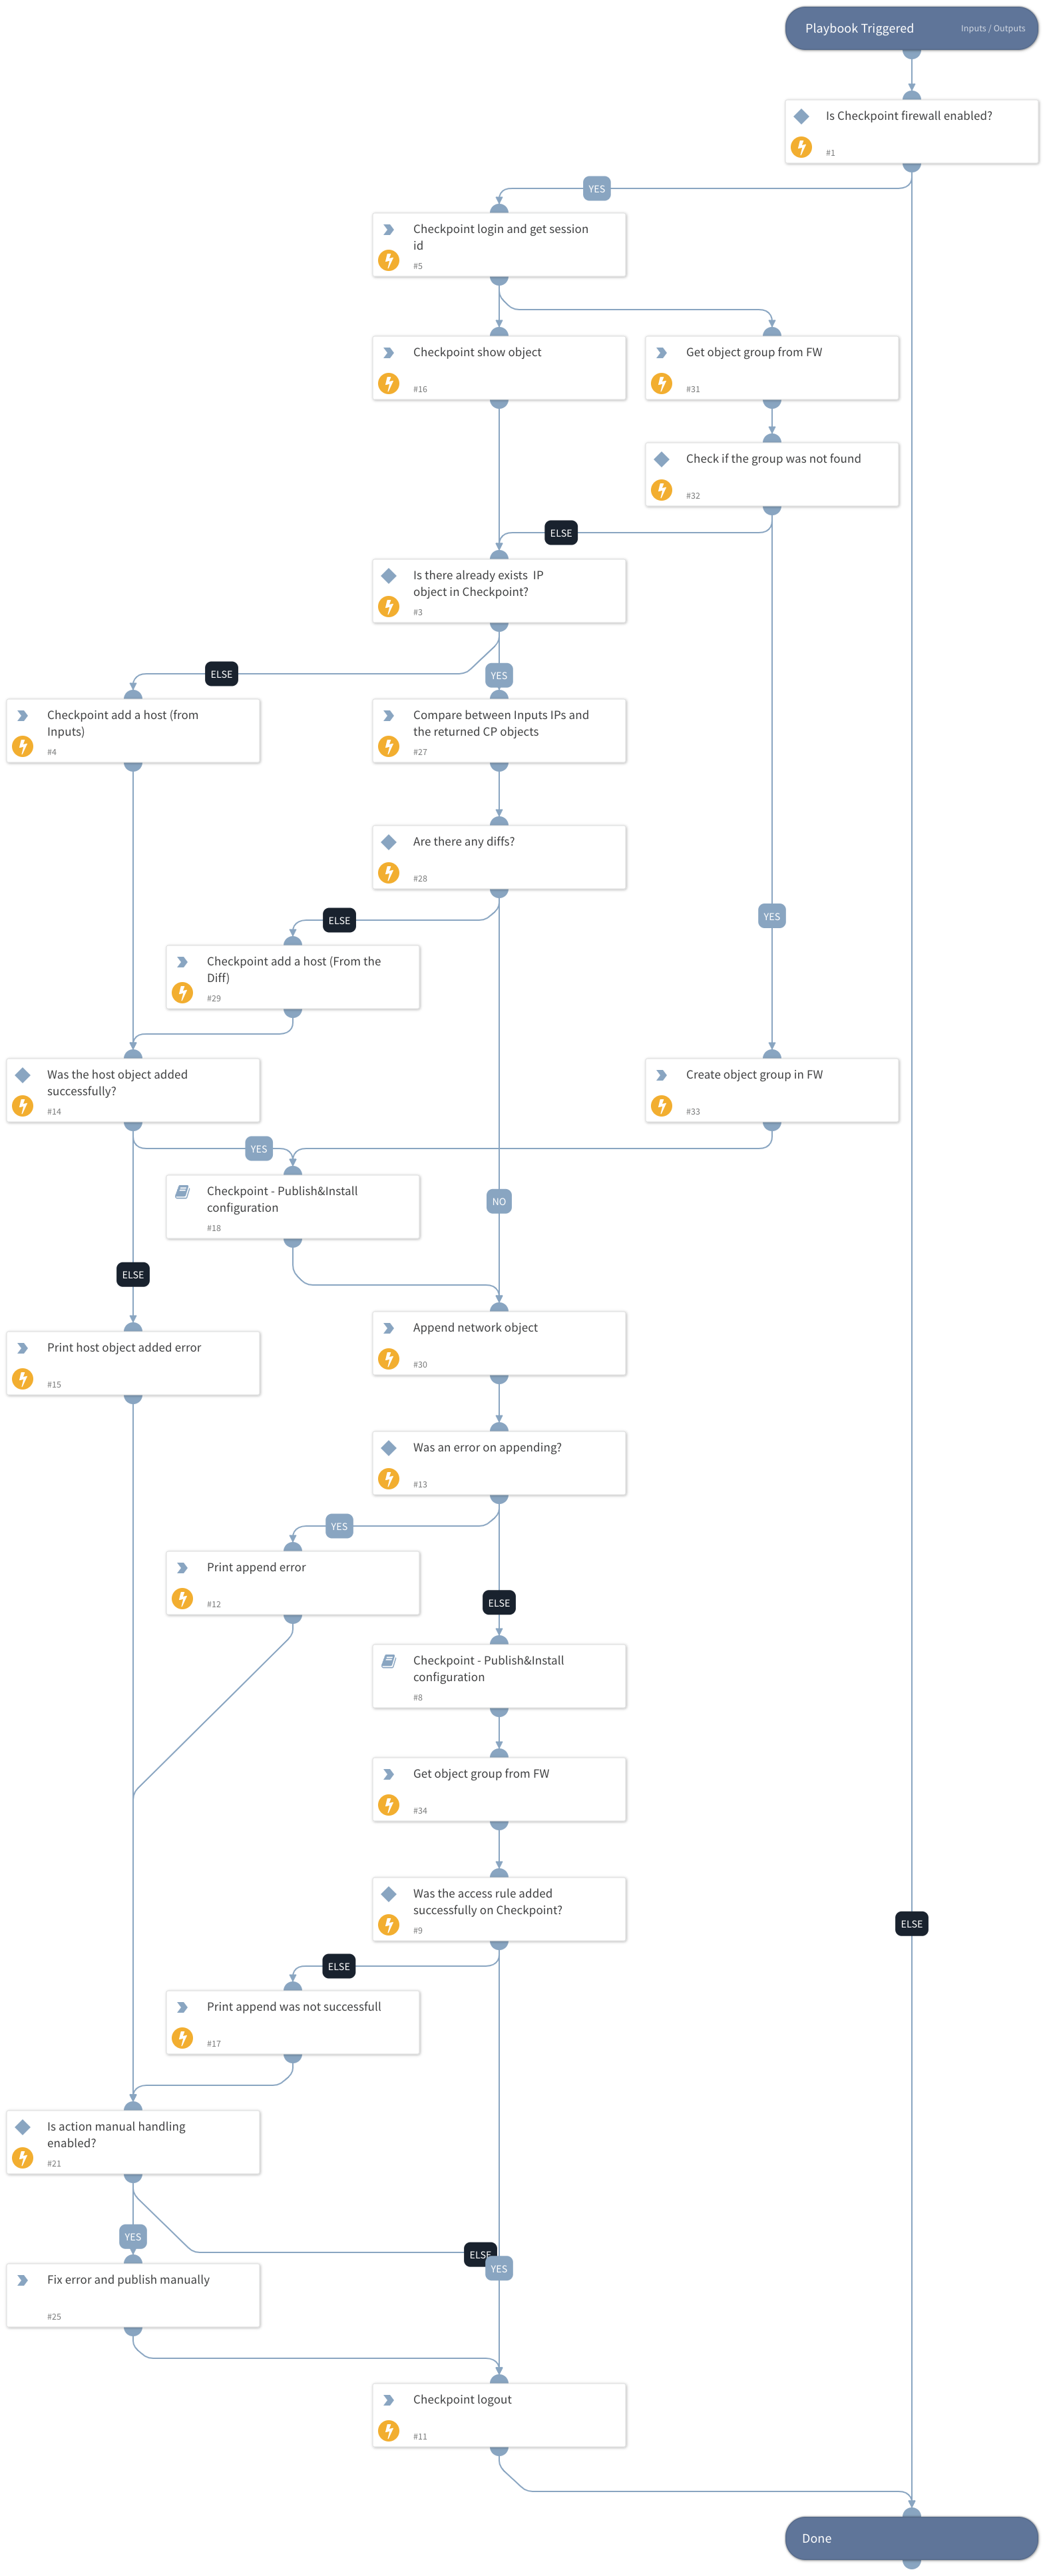 Playbook Triggered
Inputs / Outputs
Is Checkpoint firewall enabled?
#1
YES
Checkpoint login and get session
id
#5
Checkpoint show object
#16
Get object group from FW
#31
Check if the group was not found
#32
ELSE
Is there already exists  IP
object in Checkpoint?
#3
ELSE
YES
Checkpoint add a host (from
Inputs)
#4
Compare between Inputs IPs and
the returned CP objects
#27
Are there any diffs?
#28
ELSE
YES
Checkpoint add a host (From the
Diff)
#29
Was the host object added
successfully?
#14
Create object group in FW
#33
YES
Checkpoint - Publish&Install
configuration
#18
NO
ELSE
Append network object
#30
Print host object added error
#15
Was an error on appending?
#13
YES
Print append error
#12
ELSE
Checkpoint - Publish&Install
configuration
#8
Get object group from FW
#34
Was the access rule added
successfully on Checkpoint?
#9
ELSE
ELSE
Print append was not successfull
#17
Is action manual handling
enabled?
#21
YES
ELSE
YES
Fix error and publish manually
#25
Checkpoint logout
#11
Done